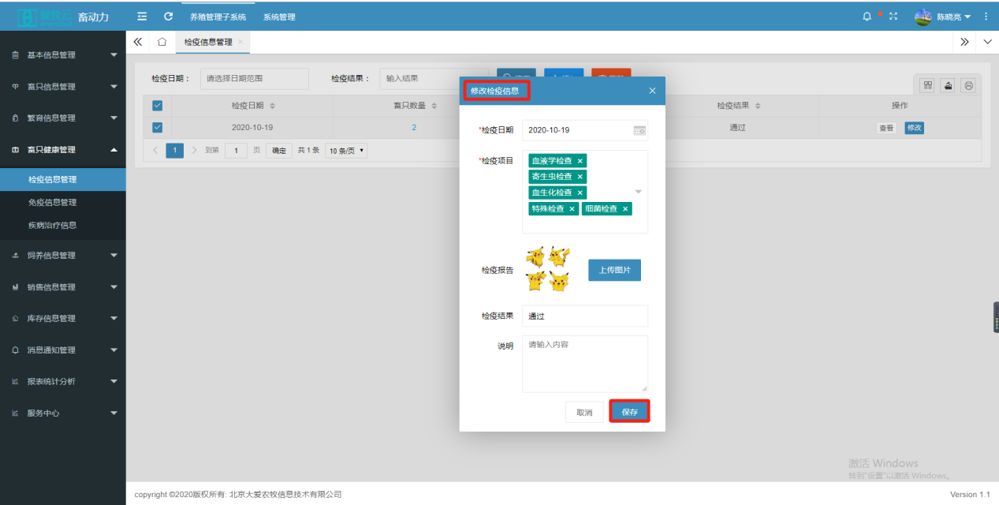 畜动力
养殖管理子系统
系统管理
陈晓亮
基本信息管理
畜只信息管理
繁育信息管理
畜只健康管理
检疫信息管理
免疫信息管理
疾病治疗信息
饲养信息管理
销售信息管理
库存信息管理
消息通知管理
报表统计分析
服务中心
检疫信息管理 ×
检疫日期： 请选择日期范围
检疫结果： 输入结果
检疫日期 畜只数量 检疫结果 操作
2020-10-19 2 通过 查看 修改
1 到第 1 页 确定 共 1 条 10 条/页
修改检疫信息 ×
*检疫日期 2020-10-19
*检疫项目 血液学检查 ×
寄生虫检查 ×
血生化检查 ×
特殊检查 × 细菌检查 ×
检疫报告 上传图片
检疫结果 通过
说明 请输入内容
取消 保存
激活 Windows
转到"设置"以激活 Windows。
copyright ©2020版权所有: 北京大爱农牧信息技术有限公司 Version 1.1